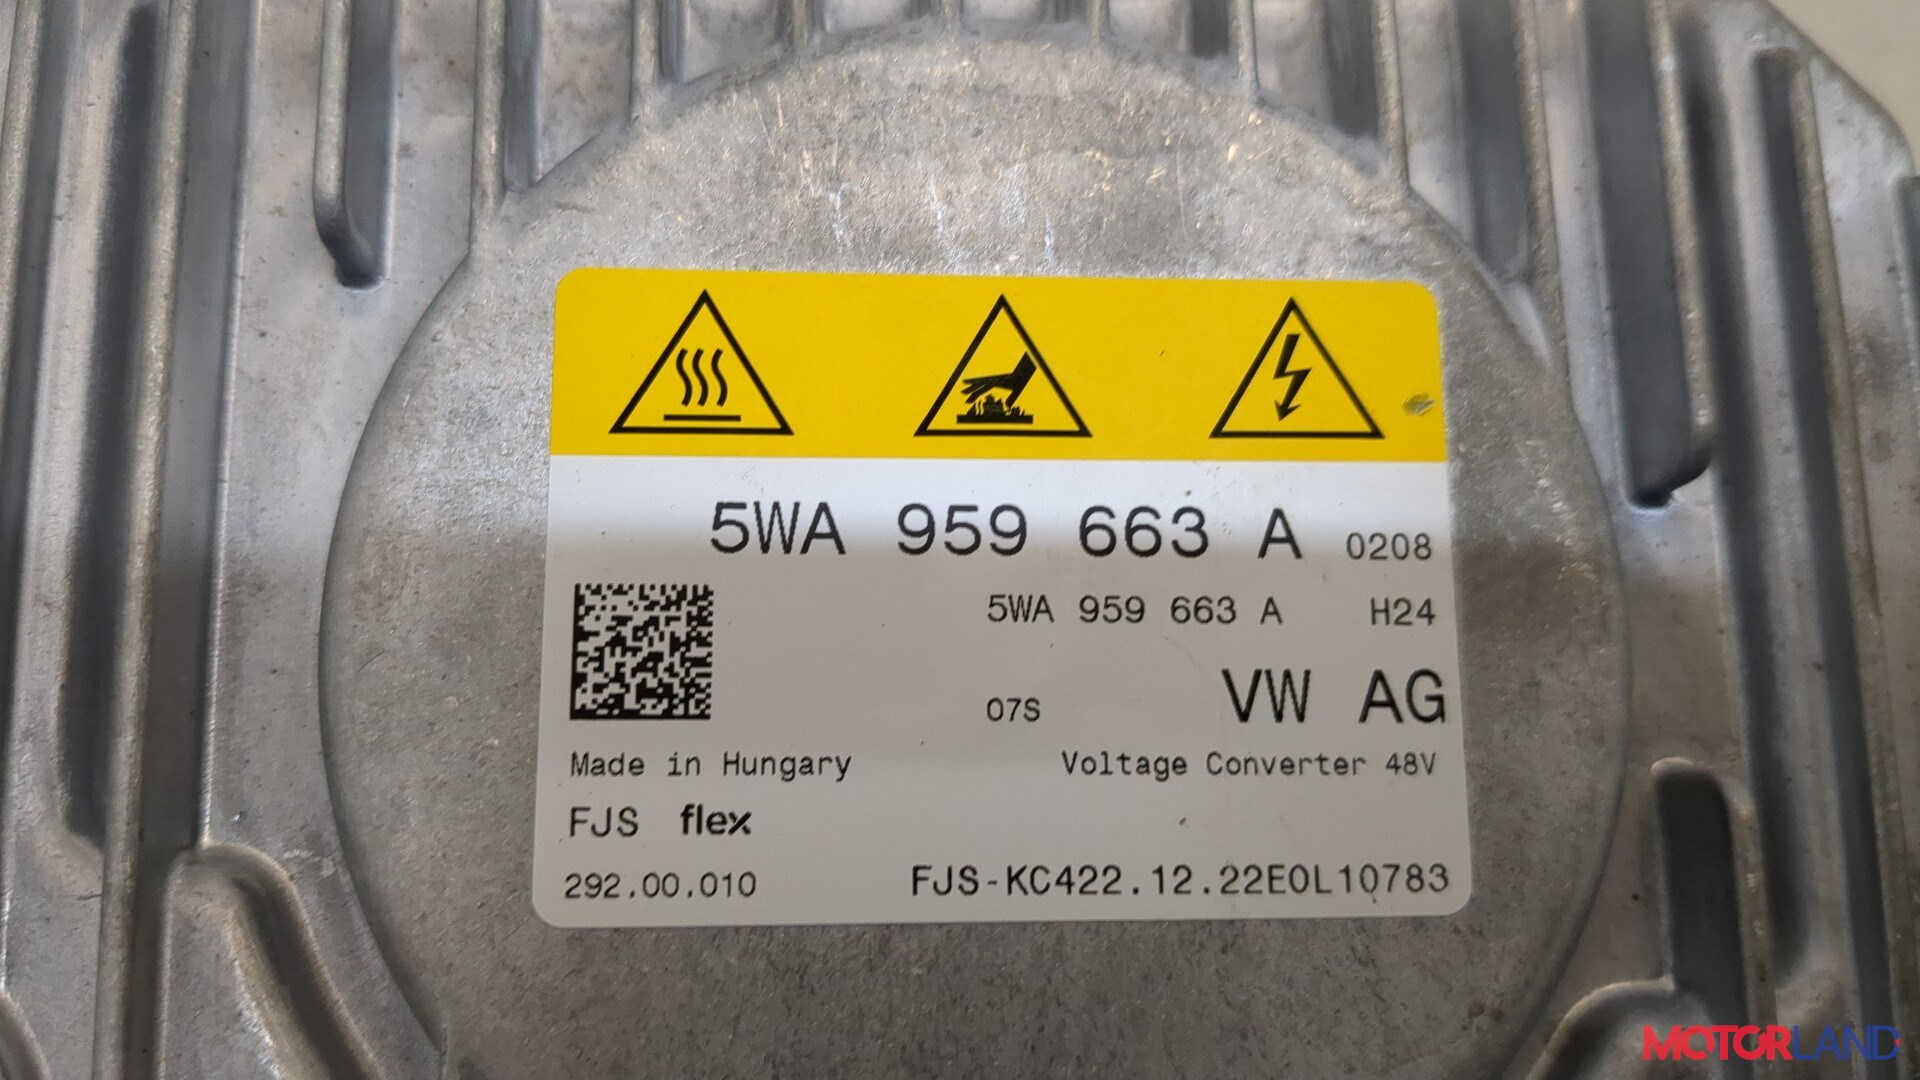 5WA 959 663 A 0208
5WA 959 663 A H24
07S VW AG
Made in Hungary Voltage Converter 48V
FJS flex
292.00.010 FJS-KC422.12.22E0L10783
MOTORLAND